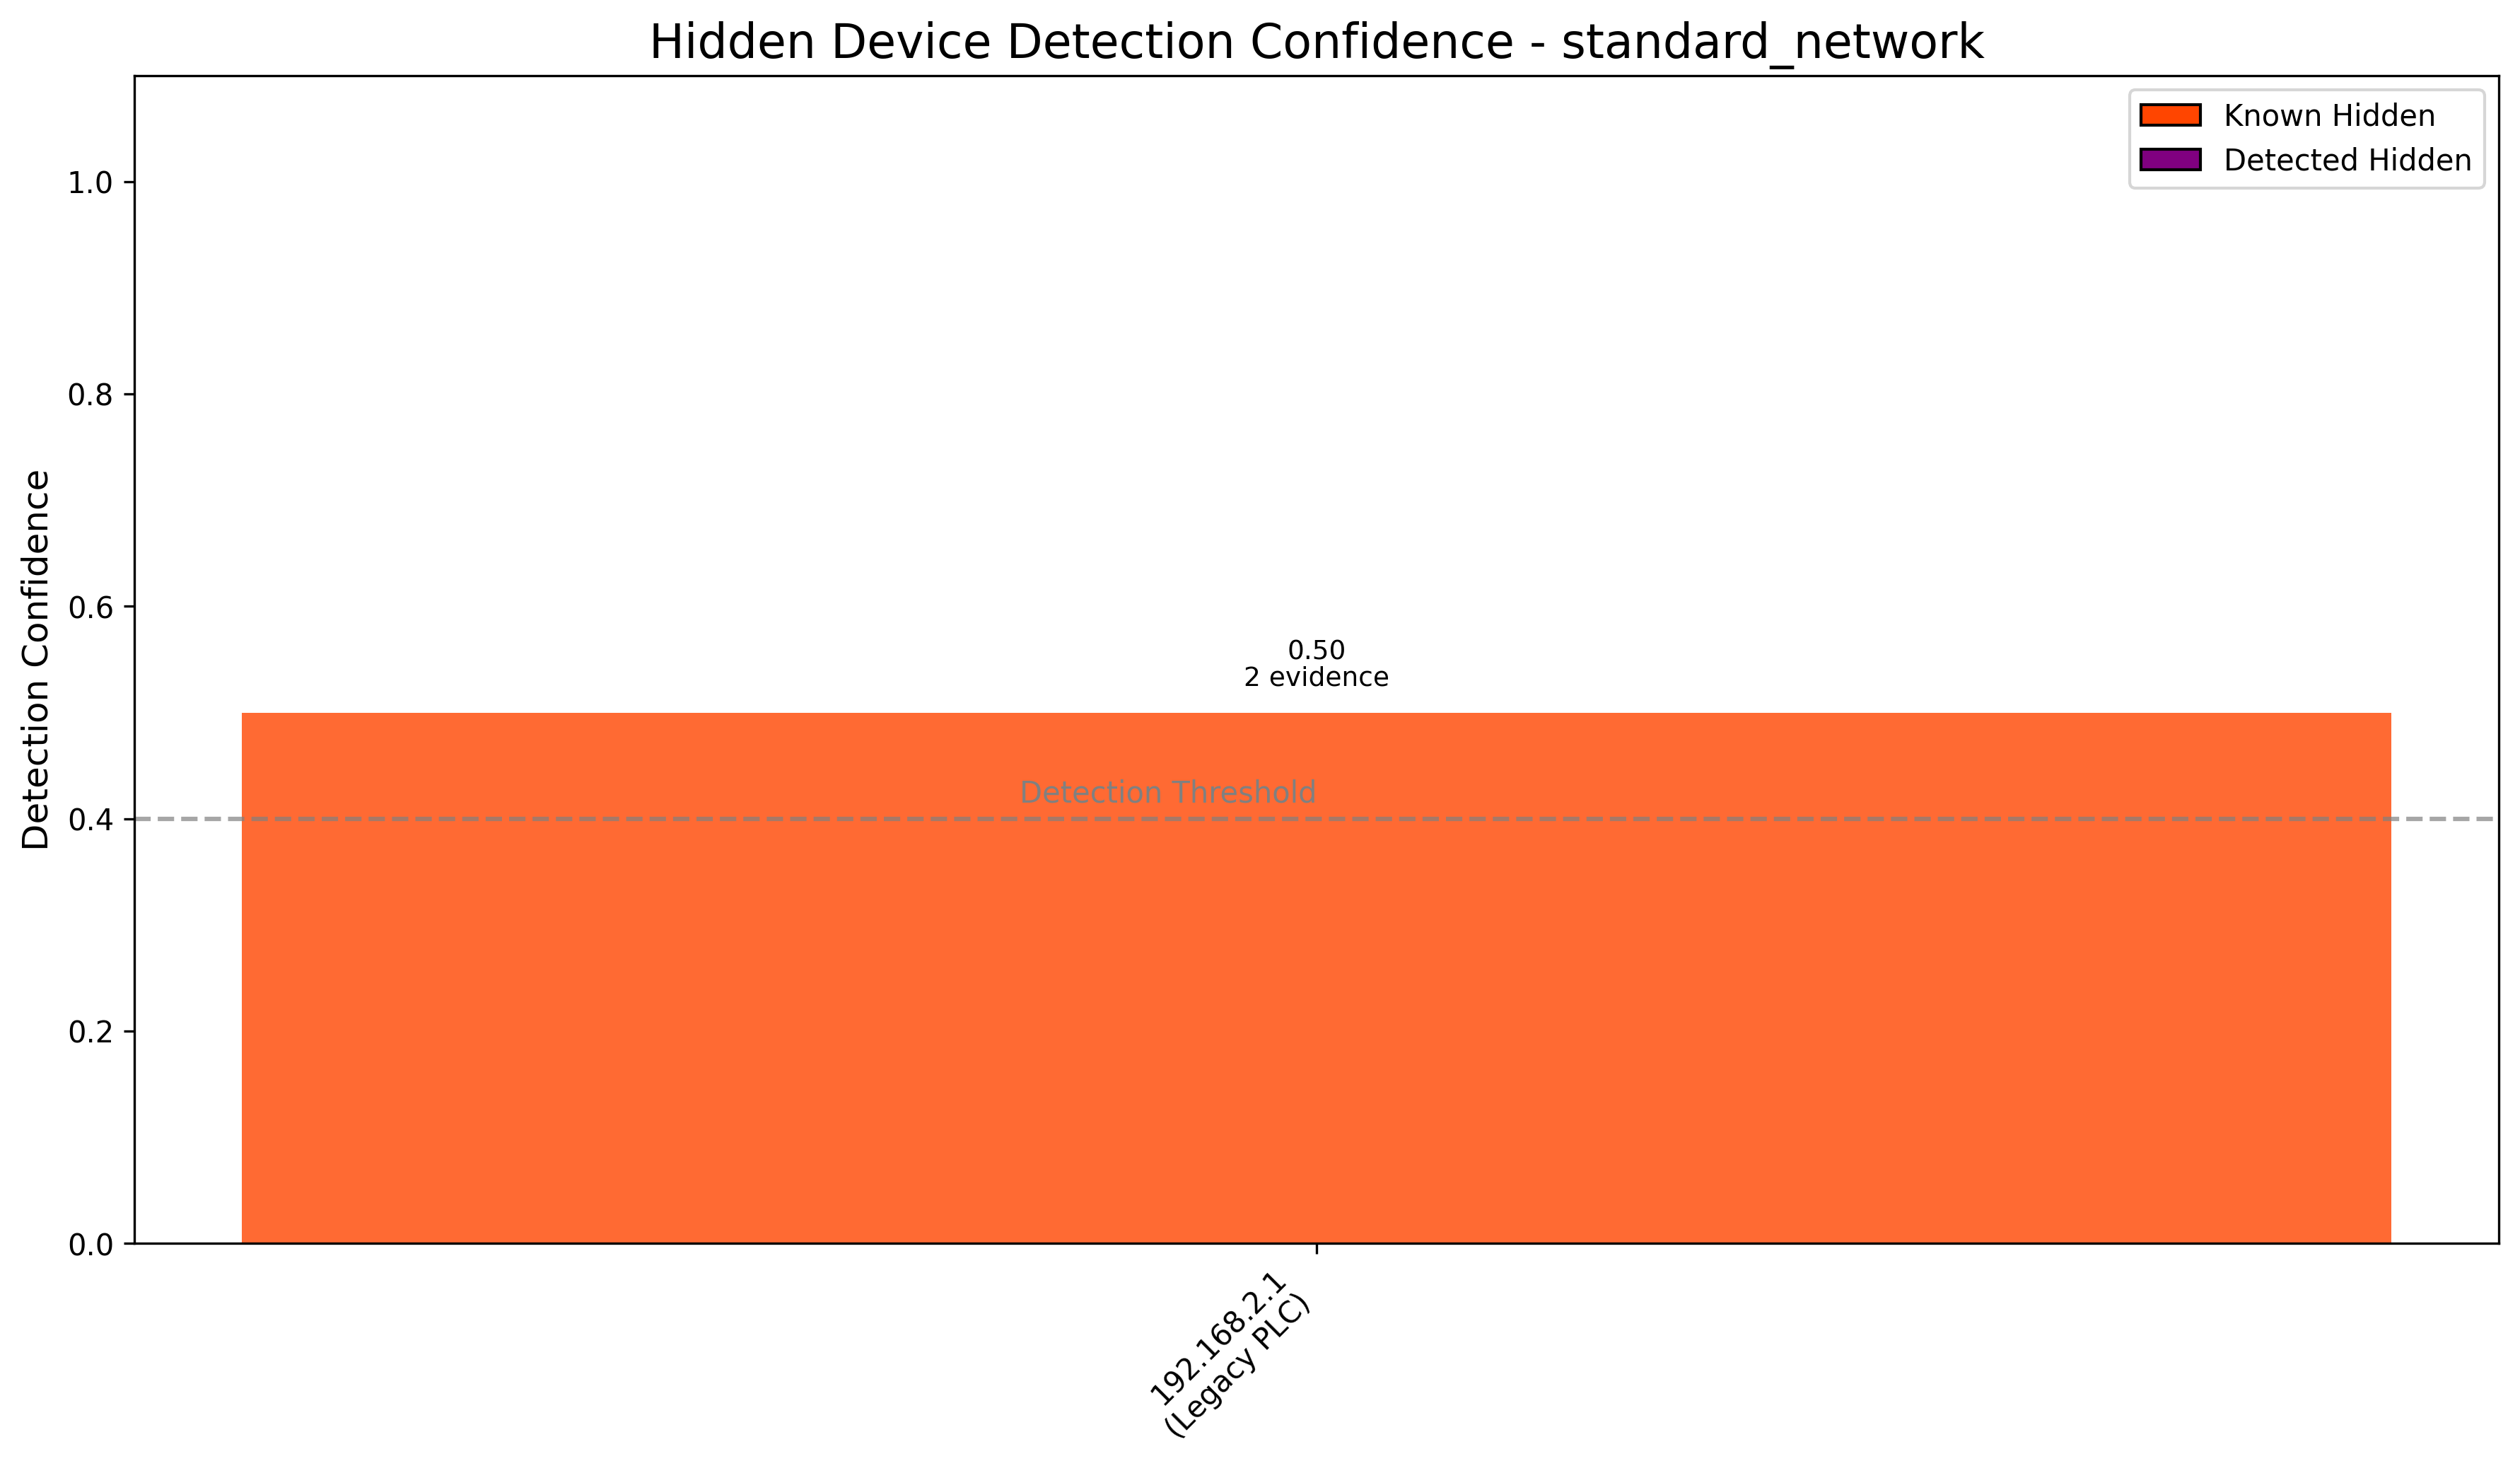 Hidden Device Detection Confidence - standard_network
Known Hidden
Detected Hidden
Detection Confidence
1.0
0.8
0.6
0.4
0.2
0.0
0.50
2 evidence
Detection Threshold
192.168.2.1
(Legacy PLC)